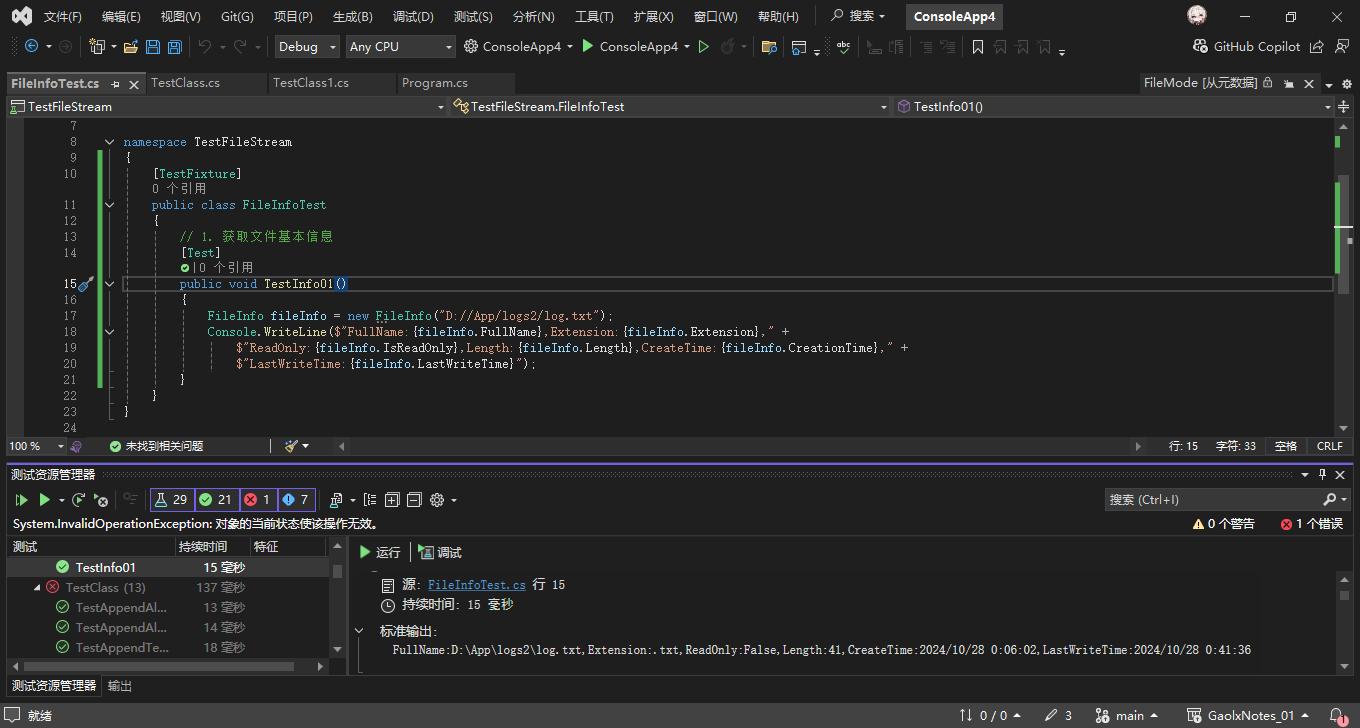 文件(F) 编辑(E) 视图(V) Git(G) 项目(P) 生成(B) 调试(D) 测试(S) 分析(N) 工具(T) 扩展(X) 窗口(W) 帮助(H) 搜索 ConsoleApp4
Debug Any CPU ConsoleApp4 ConsoleApp4 abc GitHub Copilot
FileInfoTest.cs TestClass.cs TestClass1.cs Program.cs FileMode [从元数据]
TestFileStream TestFileStream.FileInfoTest TestInfo01()
7
8 namespace TestFileStream
9 {
10 [TestFixture]
0 个引用
11 public class FileInfoTest
12 {
13 // 1. 获取文件基本信息
14 [Test]
|0 个引用
15 public void TestInfo01()
16 {
17 FileInfo fileInfo = new FileInfo("D://App/logs2/log.txt");
18 Console.WriteLine($"FullName:{fileInfo.FullName},Extension:{fileInfo.Extension}," +
19 $"ReadOnly:{fileInfo.IsReadOnly},Length:{fileInfo.Length},CreateTime:{fileInfo.CreationTime}," +
20 $"LastWriteTime:{fileInfo.LastWriteTime}");
21 }
22 }
23 }
24
100 % 未找到相关问题 行: 15 字符: 33 空格 CRLF
测试资源管理器
29 21 1 7 搜索 (Ctrl+I)
System.InvalidOperationException: 对象的当前状态使该操作无效。 0 个警告 1 个错误
测试 持续时间 特征 运行 调试
TestInfo01 15 毫秒
TestClass (13) 137 毫秒
TestAppendAl... 13 毫秒
TestAppendAl... 14 毫秒
TestAppendTe... 18 毫秒
源: FileInfoTest.cs 行 15
持续时间: 15 毫秒
标准输出:
FullName:D:\App\logs2\log.txt,Extension:.txt,ReadOnly:False,Length:41,CreateTime:2024/10/28 0:06:02,LastWriteTime:2024/10/28 0:41:36
测试资源管理器 输出
就绪 0 / 0 3 main GaolxNotes_01 1